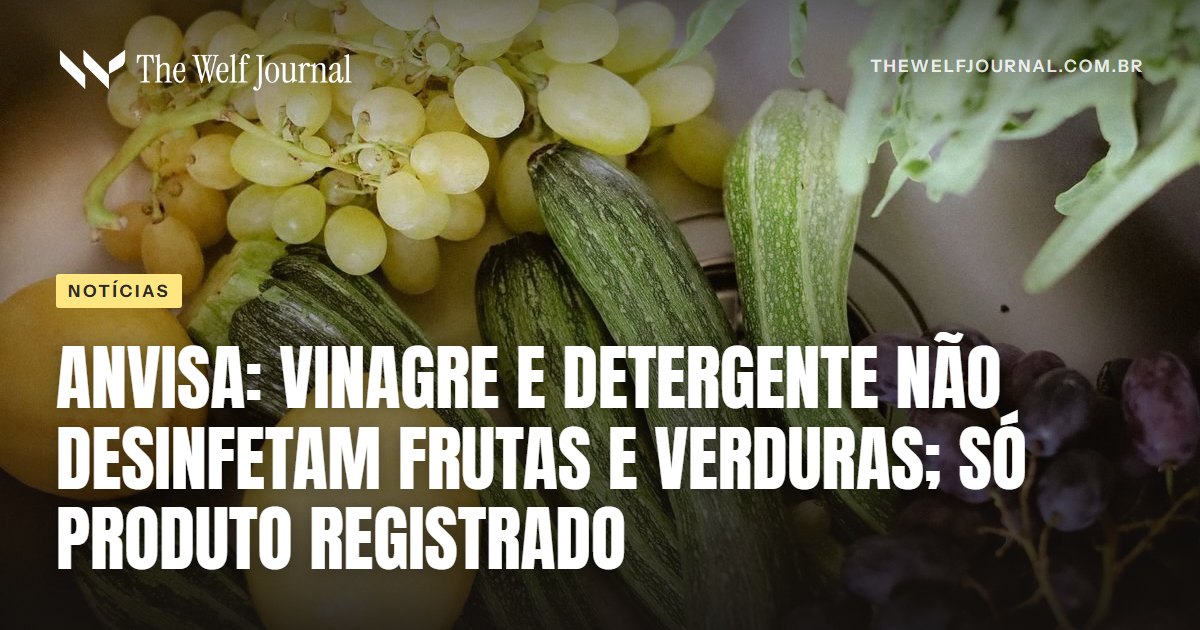 The Welf Journal
THEWELFJOURNAL.COM.BR
NOTÍCIAS
ANVISA: VINAGRE E DETERGENTE NÃO
DESINFETAM FRUTAS E VERDURAS; SÓ
PRODUTO REGISTRADO